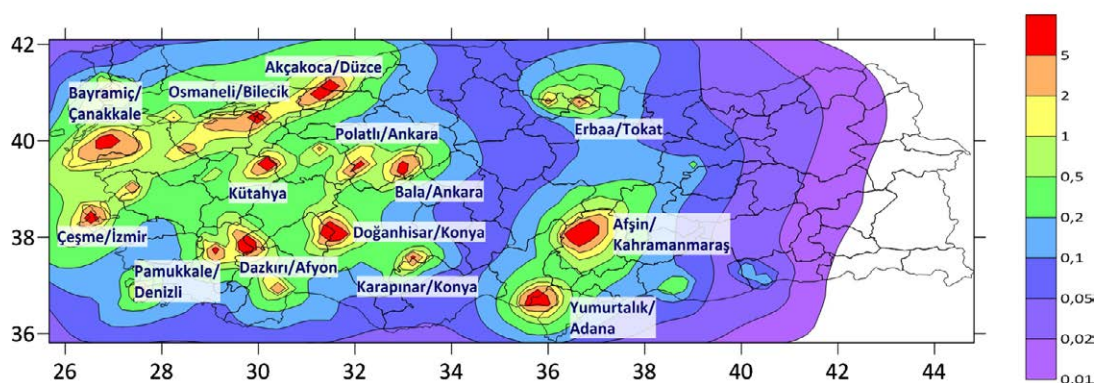 42
40
38
36
Akçakoca/Düzce
Bayramiç/
Çanakkale
Osmaneli/Bilecik
Polatlı/Ankara
Erbaa/Tokat
Kütahya
Bala/Ankara
Çeşme/İzmir
Doğanhisar/Konya
Afşin/
Kahramanmaraş
Pamukkale/
Denizli
Dazkırı/Afyon
Karapınar/Konya
Yumurtalık/
Adana
26 28 30 32 34 36 38 40 42 44
5
2
1
0,5
0,2
0,1
0,05
0,02
0.01